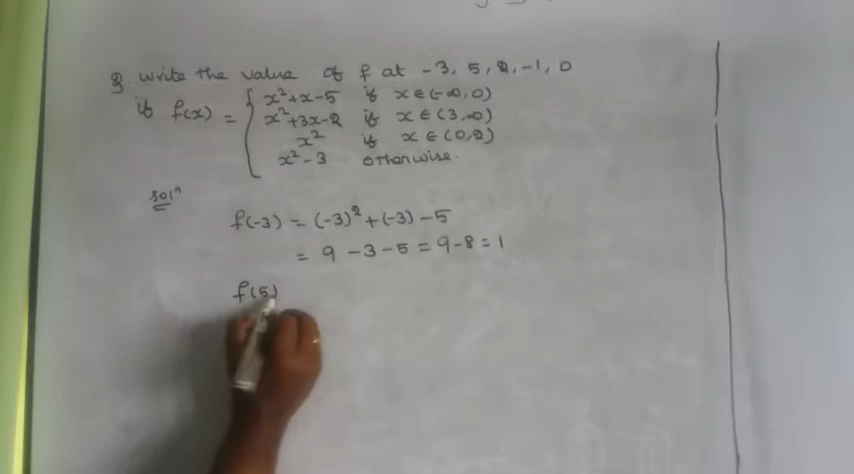 Q Write the value of f at -3, 5, 2, -1, 0
if f(x) = { x²+x-5 if x∈(-∞,0)
x²+3x-2 if x∈(3,∞)
x² if x∈(0,2)
x²-3 otherwise.
Solⁿ
f(-3) = (-3)²+(-3)-5
= 9-3-5 = 9-8 = 1
f(5)